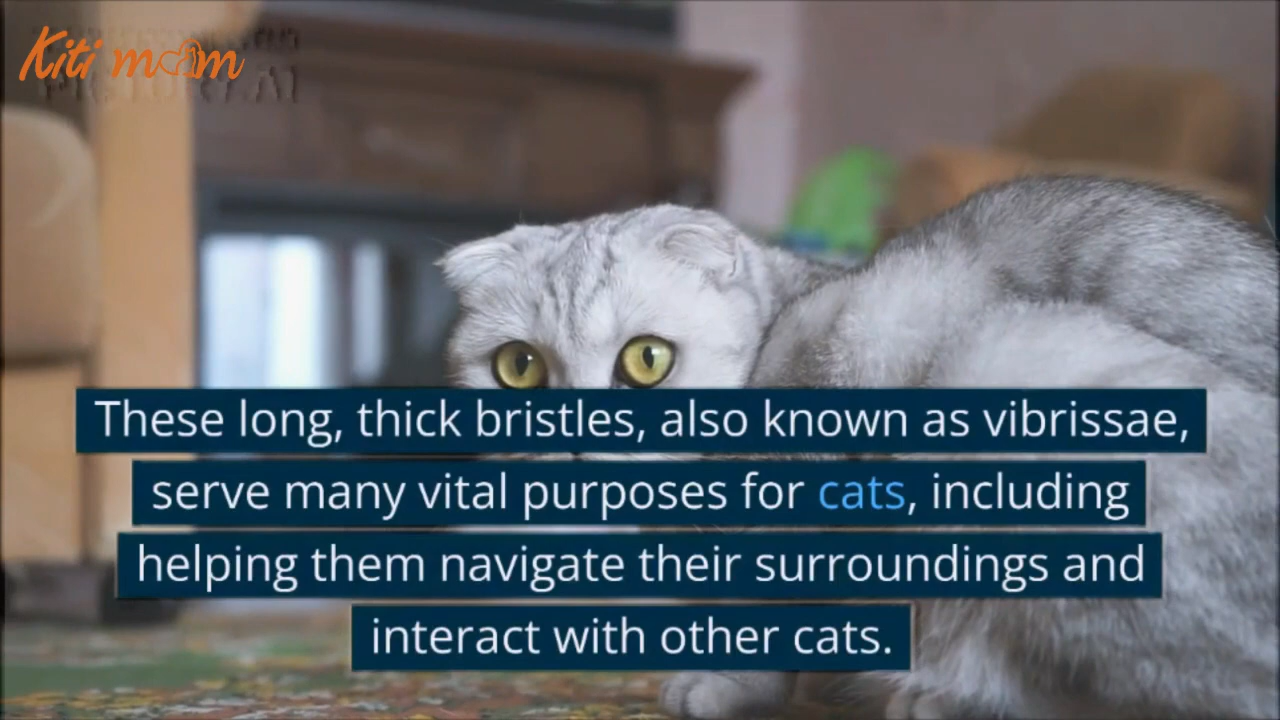 Kiti mom
These long, thick bristles, also known as vibrissae,
serve many vital purposes for cats, including
helping them navigate their surroundings and
interact with other cats.